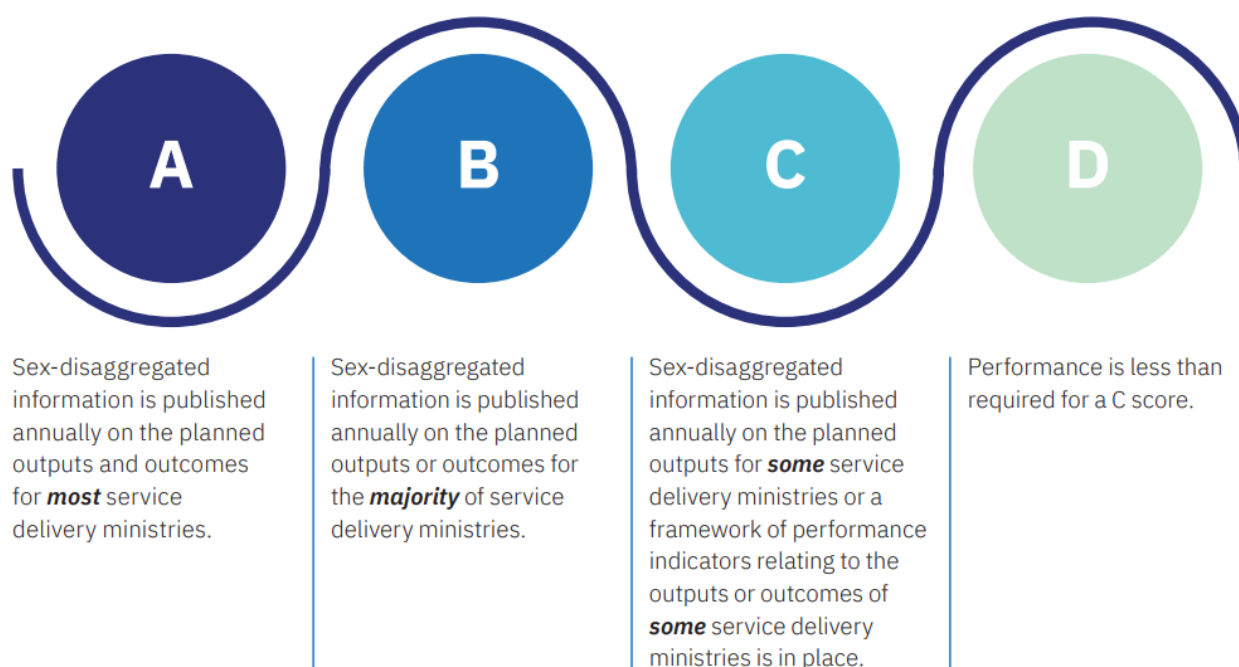 A
B
C
D
Sex-disaggregated
information is published
annually on the planned
outputs and outcomes
for most service
delivery ministries.
Sex-disaggregated
information is published
annually on the planned
outputs or outcomes for
the majority of service
delivery ministries.
Sex-disaggregated
information is published
annually on the planned
outputs for some service
delivery ministries or a
framework of performance
indicators relating to the
outputs or outcomes of
some service delivery
ministries is in place.
Performance is less than
required for a C score.